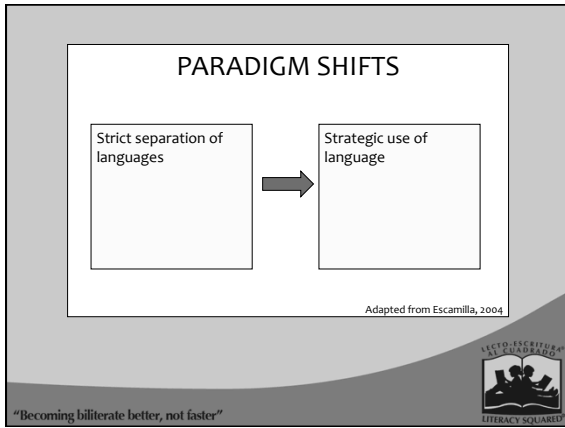 PARADIGM SHIFTS
Strict separation of
languages
Strategic use of
language
Adapted from Escamilla, 2004
LECTO-ESCRITURA
AL CUADRADO®
LITERACY SQUARED®
“Becoming biliterate better, not faster”